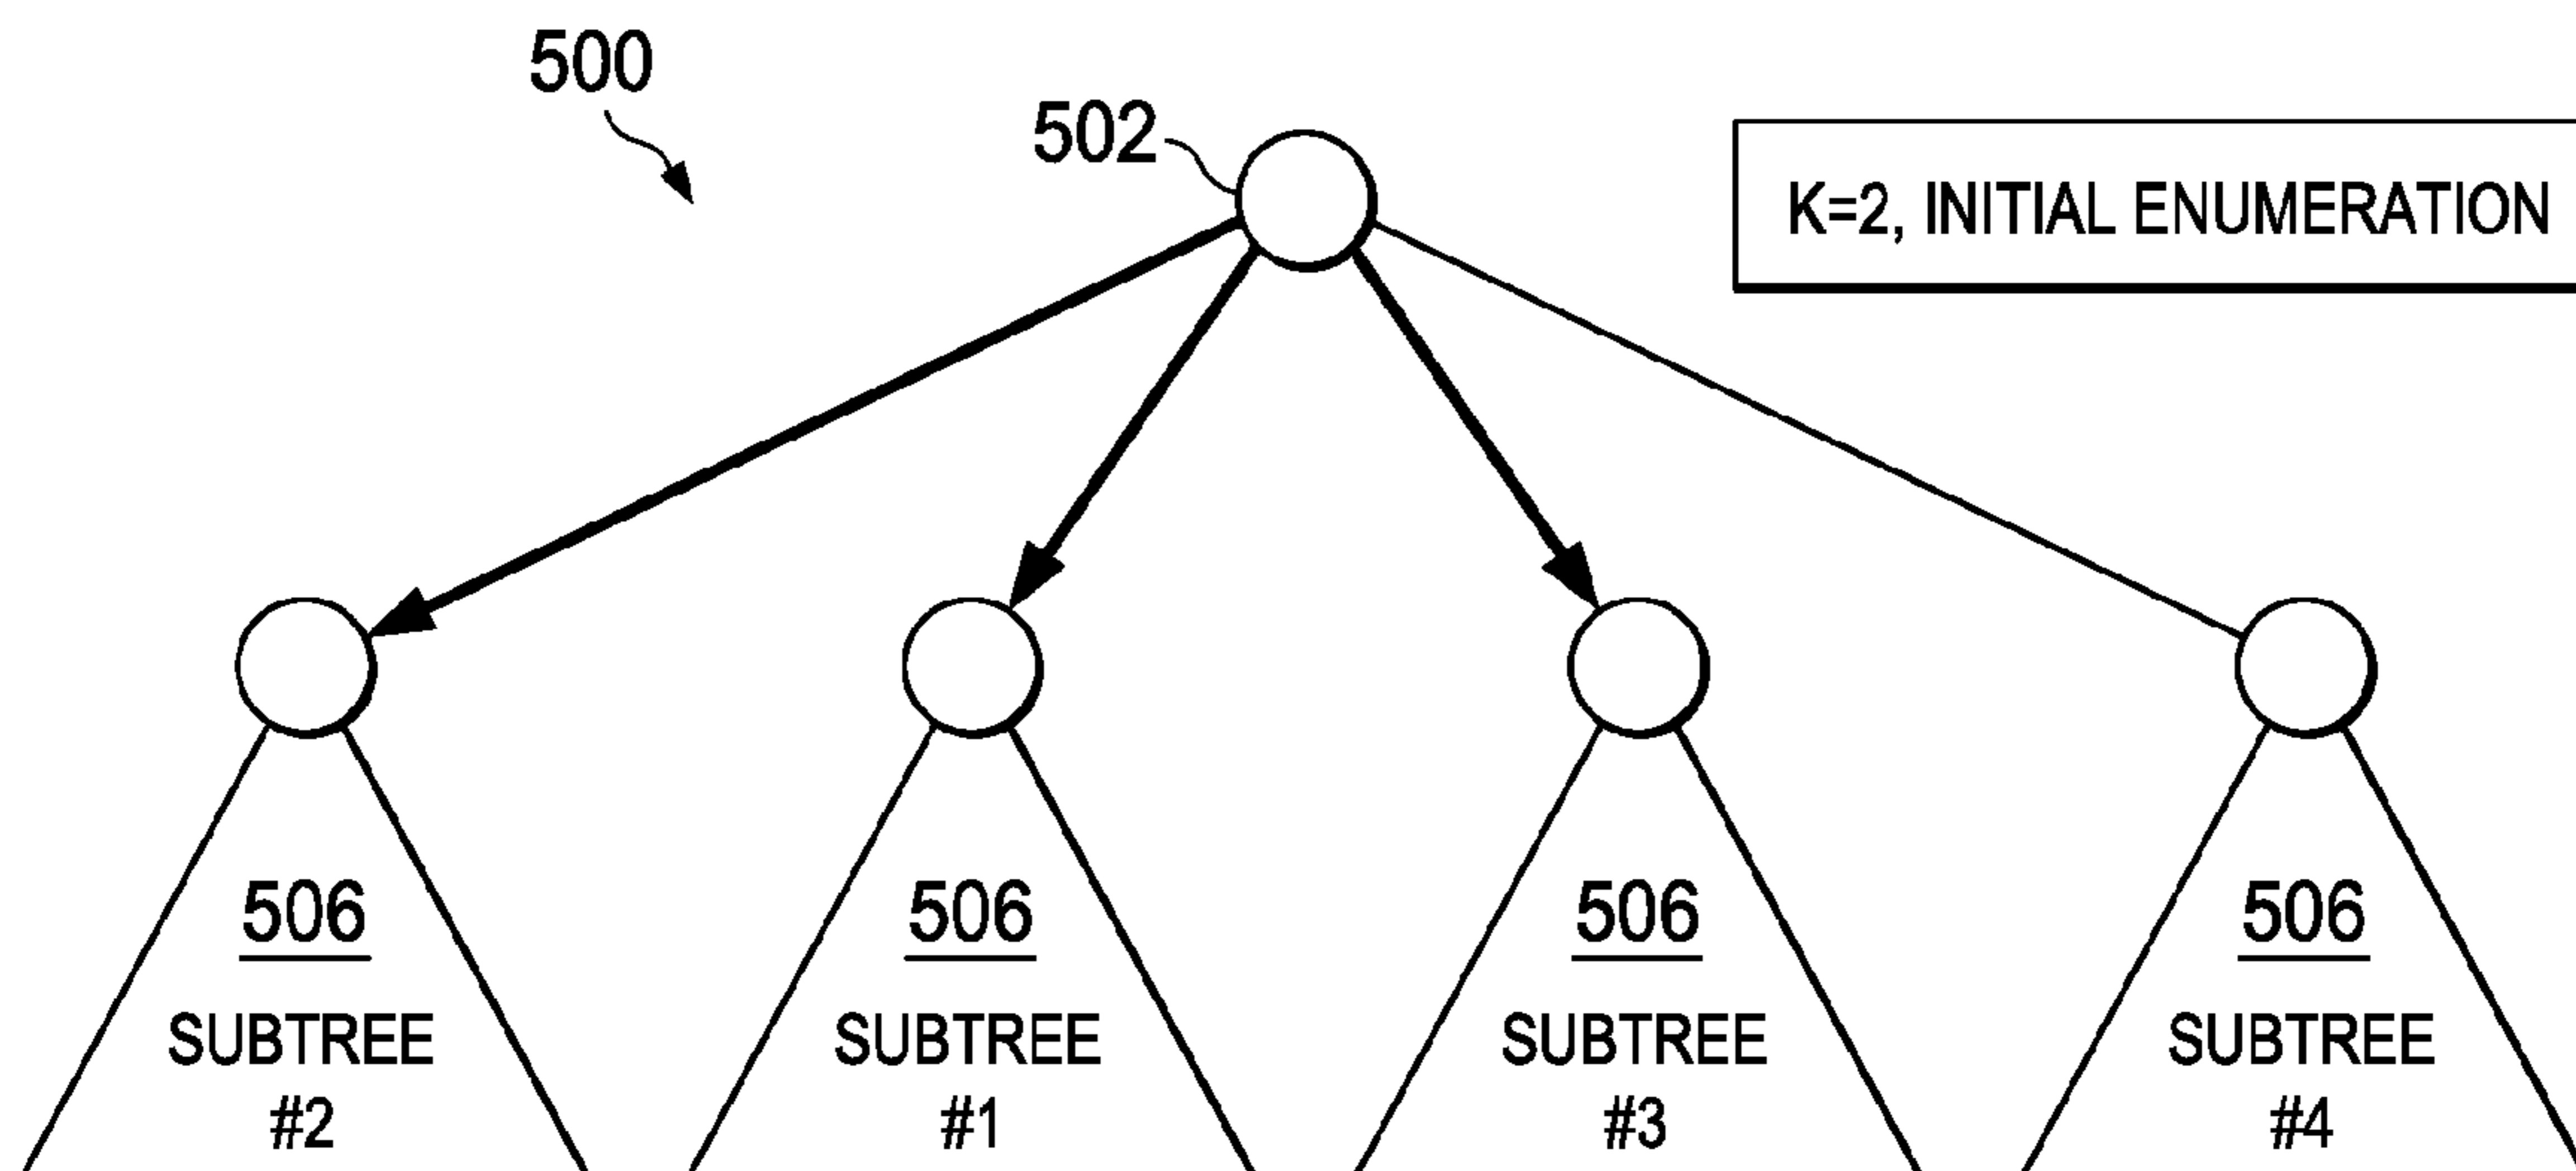 500
502
K=2, INITIAL ENUMERATION
506
SUBTREE
#2
506
SUBTREE
#1
506
SUBTREE
#3
506
SUBTREE
#4